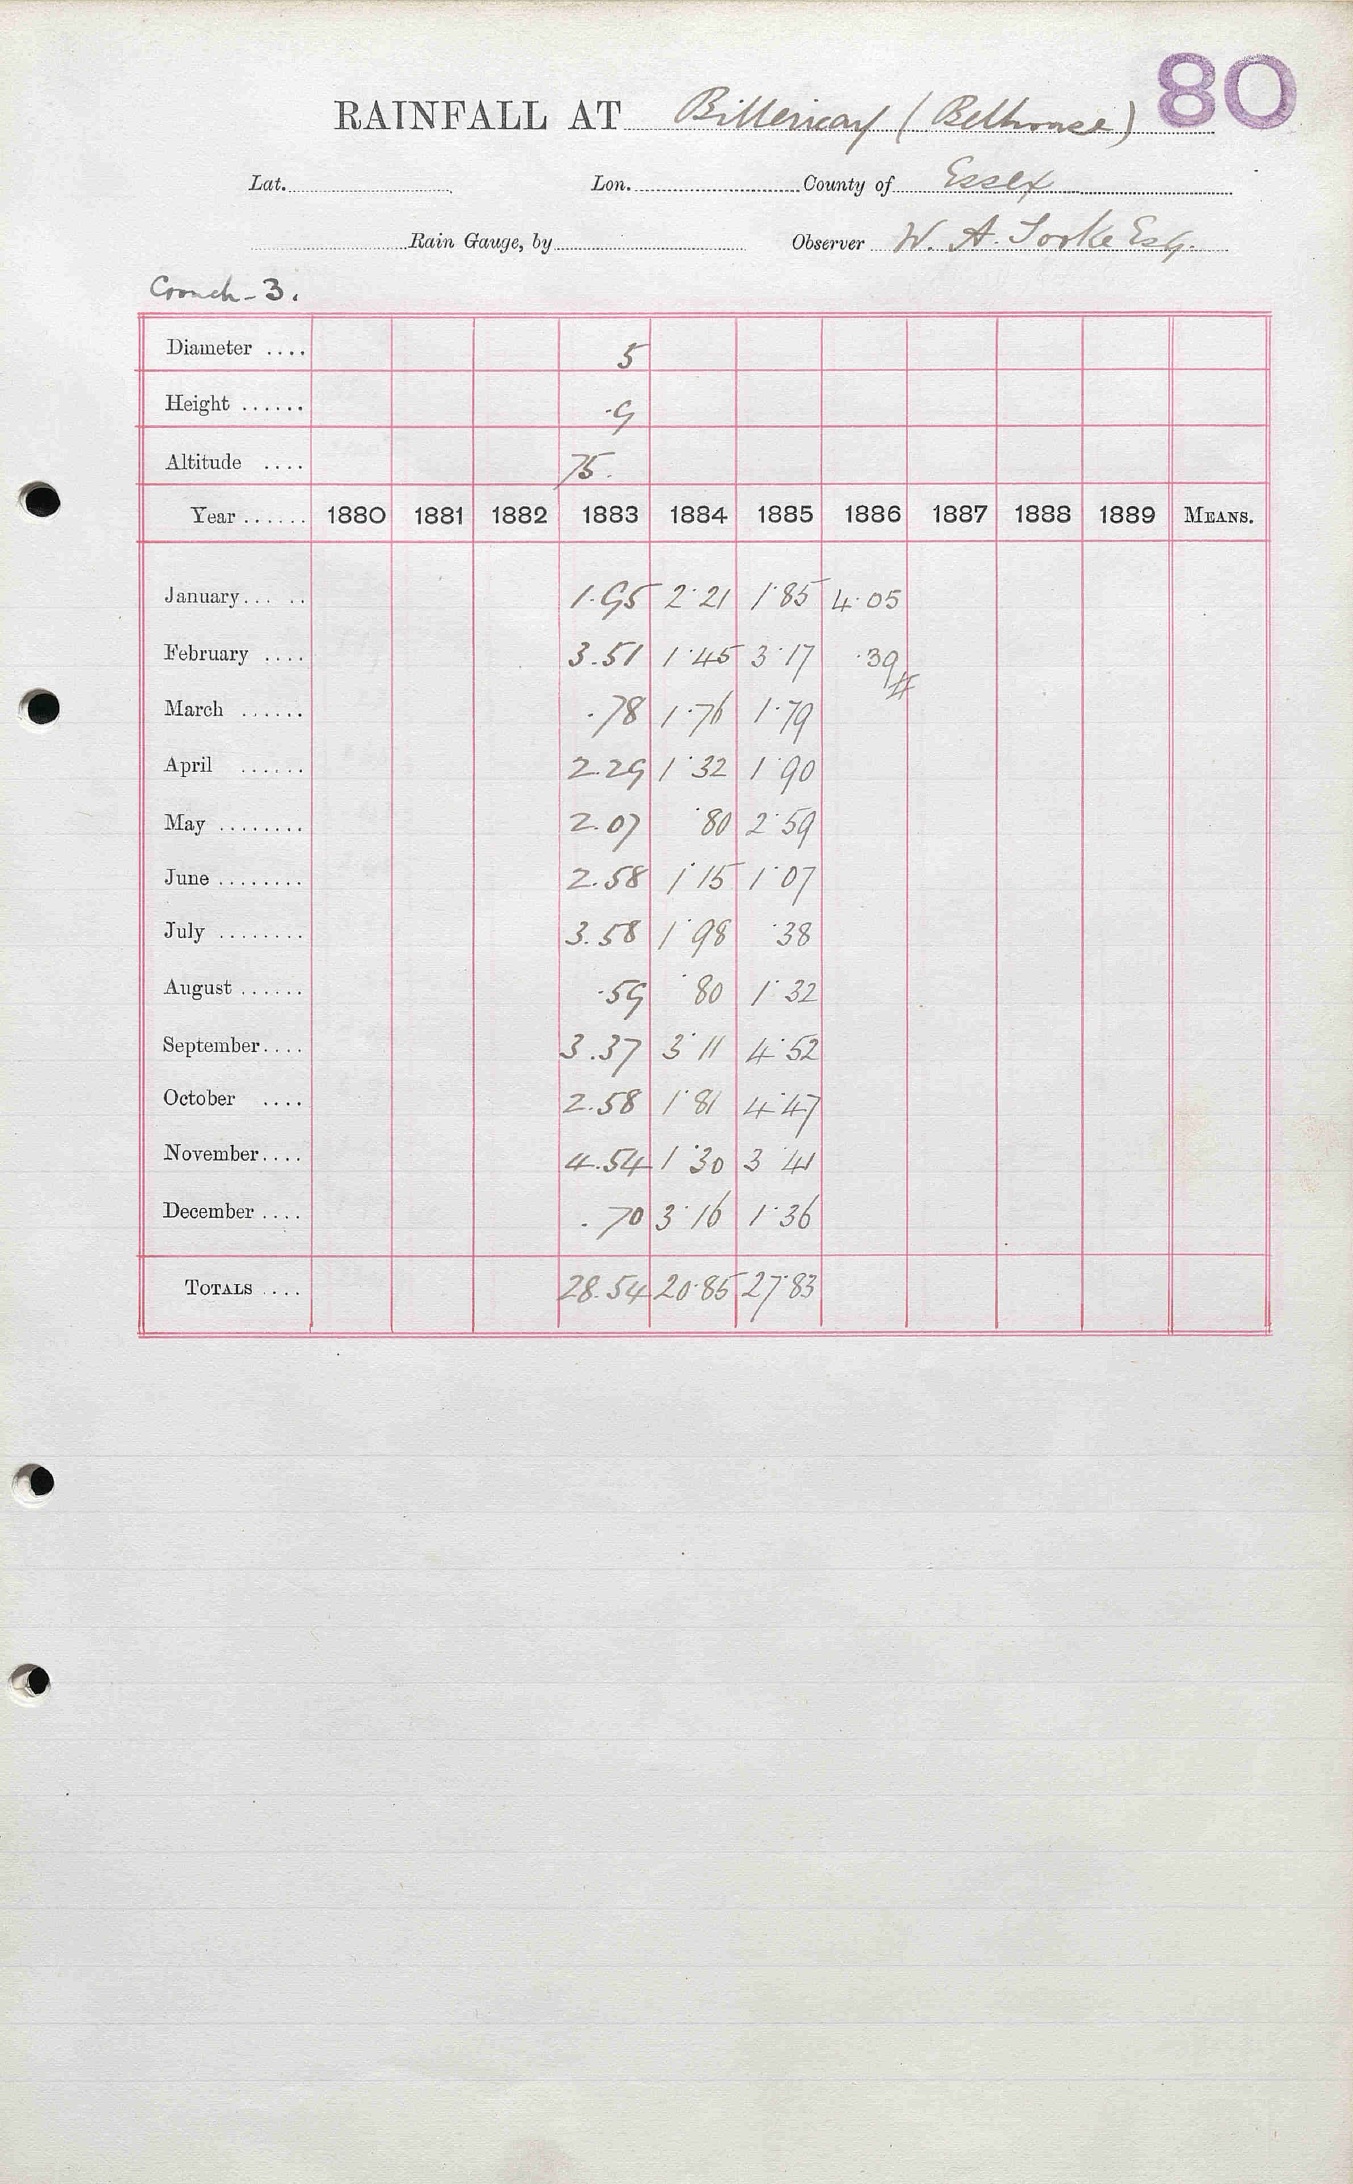 80
RAINFALL AT Billericay (Belhouse)
Lat. Lon. County of Essex
Rain Gauge, by Observer W. A. Tooke Esq.
Crouch - 3.
Diameter .... 5
Height ...... .9
Altitude .... 75.
Year ...... 1880 1881 1882 1883 1884 1885 1886 1887 1888 1889 MEANS.
January... .. 1.95 2.21 1.85 4.05
February .... 3.51 1.45 3.17 .39 #
March ...... .78 1.76 1.79
April ...... 2.29 1.32 1.90
May ........ 2.07 .80 2.59
June ........ 2.58 1.15 1.07
July ........ 3.58 1.98 .38
August ...... .59 .80 1.32
September.... 3.37 3.11 4.52
October .... 2.58 1.81 4.47
November.... 4.54 1.30 3.41
December .... .70 3.16 1.36
TOTALS .... 28.54 20.85 27.83